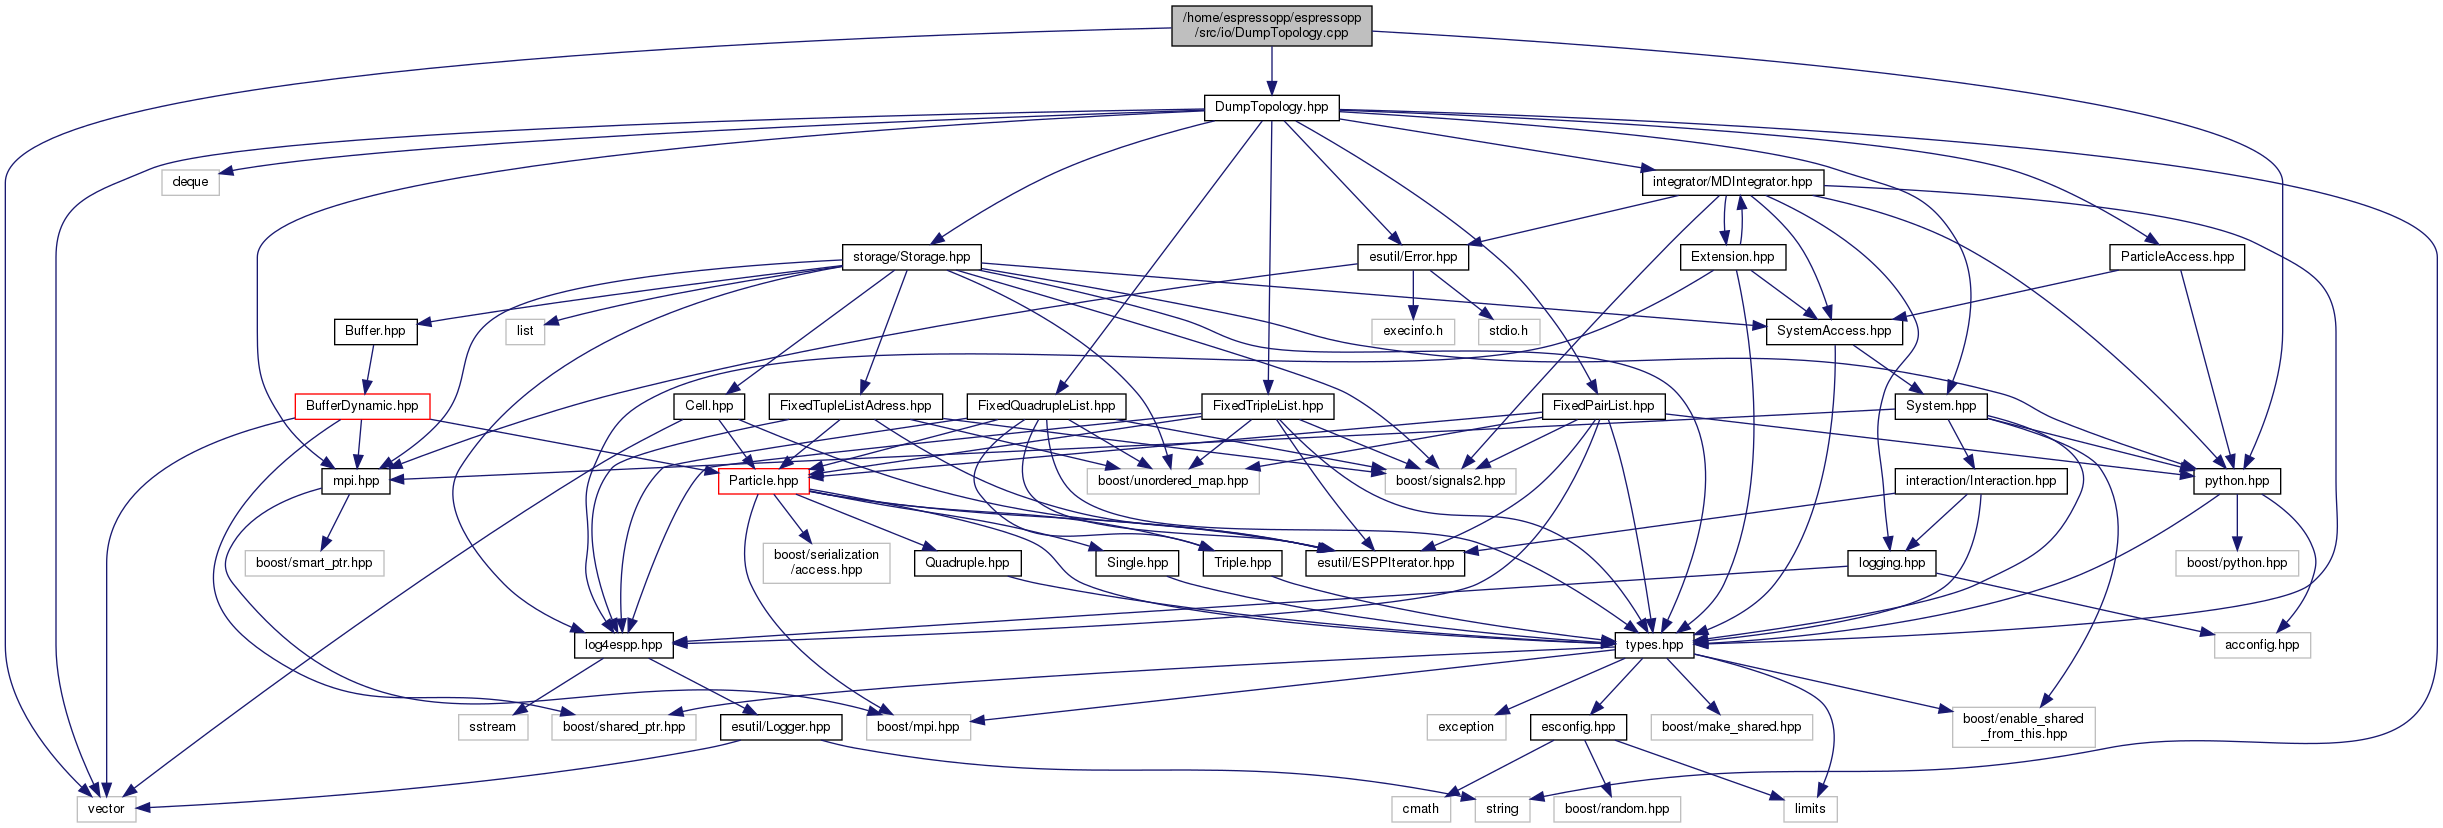 /home/espressopp/espressopp
/src/io/DumpTopology.cpp
DumpTopology.hpp
deque
integrator/MDIntegrator.hpp
storage/Storage.hpp
esutil/Error.hpp
Extension.hpp
ParticleAccess.hpp
Buffer.hpp
list
execinfo.h
stdio.h
SystemAccess.hpp
BufferDynamic.hpp
Cell.hpp
FixedTupleListAdress.hpp
FixedQuadrupleList.hpp
FixedTripleList.hpp
FixedPairList.hpp
System.hpp
mpi.hpp
Particle.hpp
boost/unordered_map.hpp
boost/signals2.hpp
interaction/Interaction.hpp
python.hpp
boost/smart_ptr.hpp
boost/serialization
/access.hpp
Quadruple.hpp
Single.hpp
Triple.hpp
esutil/ESPPIterator.hpp
logging.hpp
boost/python.hpp
log4espp.hpp
types.hpp
acconfig.hpp
sstream
boost/shared_ptr.hpp
esutil/Logger.hpp
boost/mpi.hpp
exception
esconfig.hpp
boost/make_shared.hpp
boost/enable_shared
_from_this.hpp
vector
cmath
string
boost/random.hpp
limits